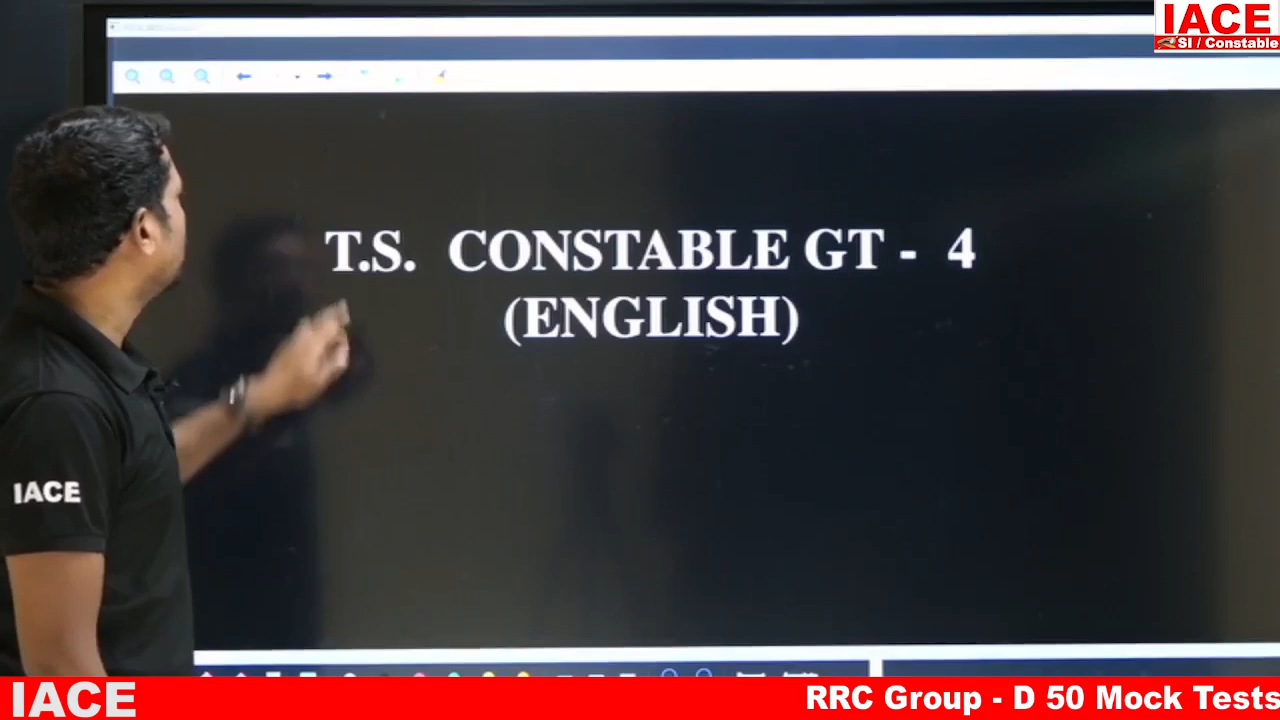 IACE
SI / Constable
T.S. CONSTABLE GT - 4
(ENGLISH)
IACE
IACE
RRC Group - D 50 Mock Tests